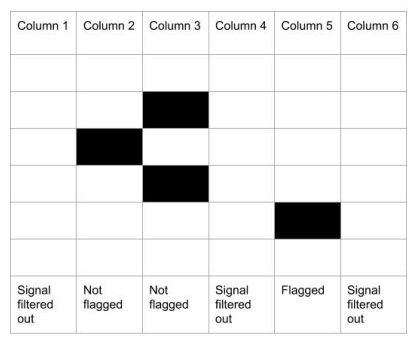 Column 1 Column 2 Column 3 Column 4 Column 5 Column 6
Signal filtered out
Not flagged
Not flagged
Signal filtered out
Flagged
Signal filtered out